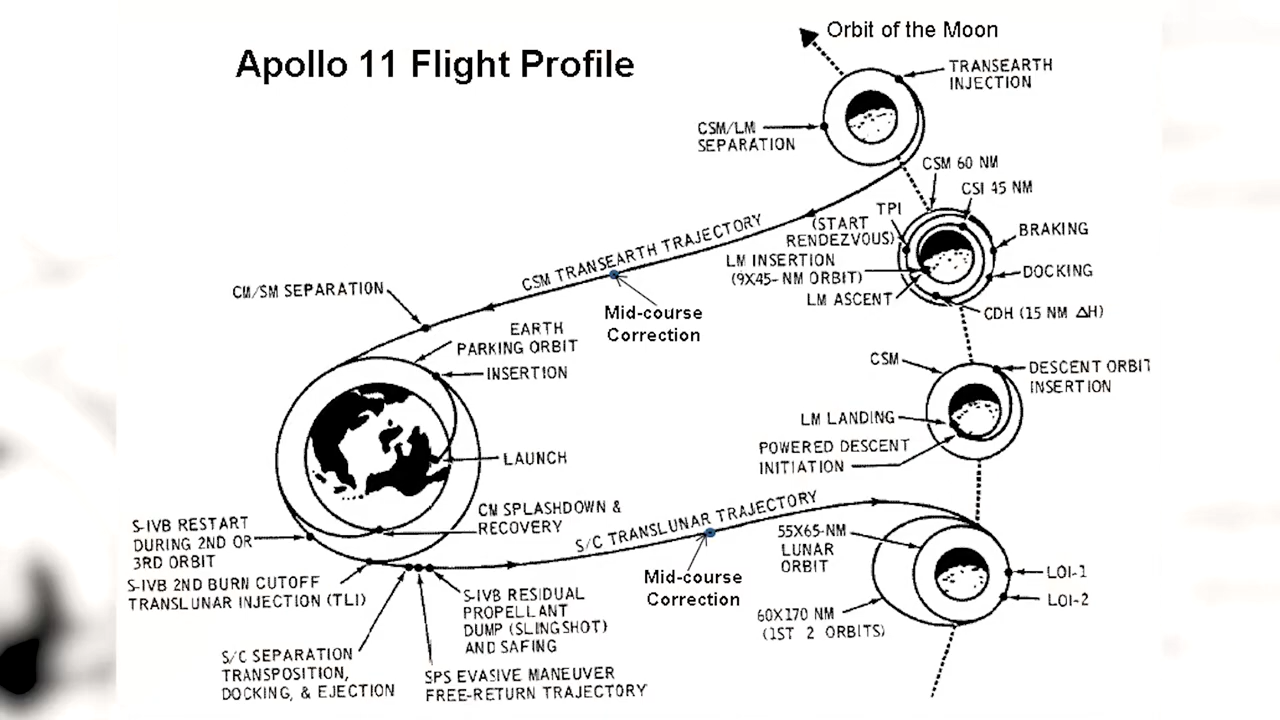 Apollo 11 Flight Profile
Orbit of the Moon
TRANSEARTH
INJECTION
CSM/LM
SEPARATION
CSM 60 NM
CSI 45 NM
TPI
(START
RENDEZVOUS)
BRAKING
LM INSERTION
(9X45-NM ORBIT)
DOCKING
LM ASCENT
CDH (15 NM ΔH)
CSM TRANSEARTH TRAJECTORY
CM/SM SEPARATION
Mid-course
Correction
EARTH
PARKING ORBIT
INSERTION
CSM
DESCENT ORBIT
INSERTION
LM LANDING
POWERED DESCENT
INITIATION
LAUNCH
CM SPLASHDOWN &
RECOVERY
S/C TRANSLUNAR TRAJECTORY
S-IVB RESTART
DURING 2ND OR
3RD ORBIT
55X65-NM
LUNAR
ORBIT
Mid-course
Correction
LOI-1
LOI-2
S-IVB 2ND BURN CUTOFF
TRANSLUNAR INJECTION (TLI)
S-IVB RESIDUAL
PROPELLANT
DUMP (SLINGSHOT)
AND SAFING
60X170 NM
(1ST 2 ORBITS)
S/C SEPARATION
TRANSPOSITION,
DOCKING, & EJECTION
SPS EVASIVE MANEUVER
FREE-RETURN TRAJECTORY